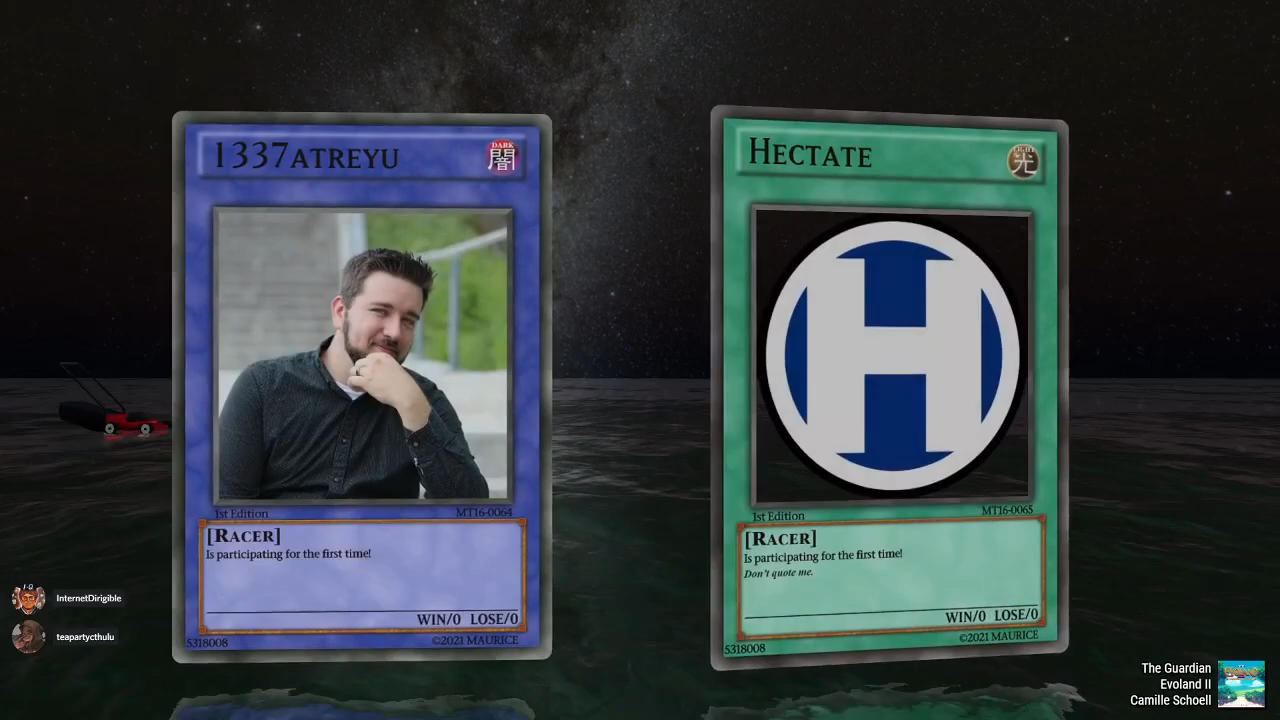 1337ATREYU
DARK
闇
1st Edition
MT16-0064
[RACER]
Is participating for the first time!
WIN/0 LOSE/0
5318008
©2021 MAURICE
HECTATE
LIGHT
光
H
1st Edition
MT16-0065
[RACER]
Is participating for the first time!
Don't quote me.
WIN/0 LOSE/0
5318008
©2021 MAURICE
InternetDirigible
teapartycthulu
The Guardian
Evoland II
Camille Schoell